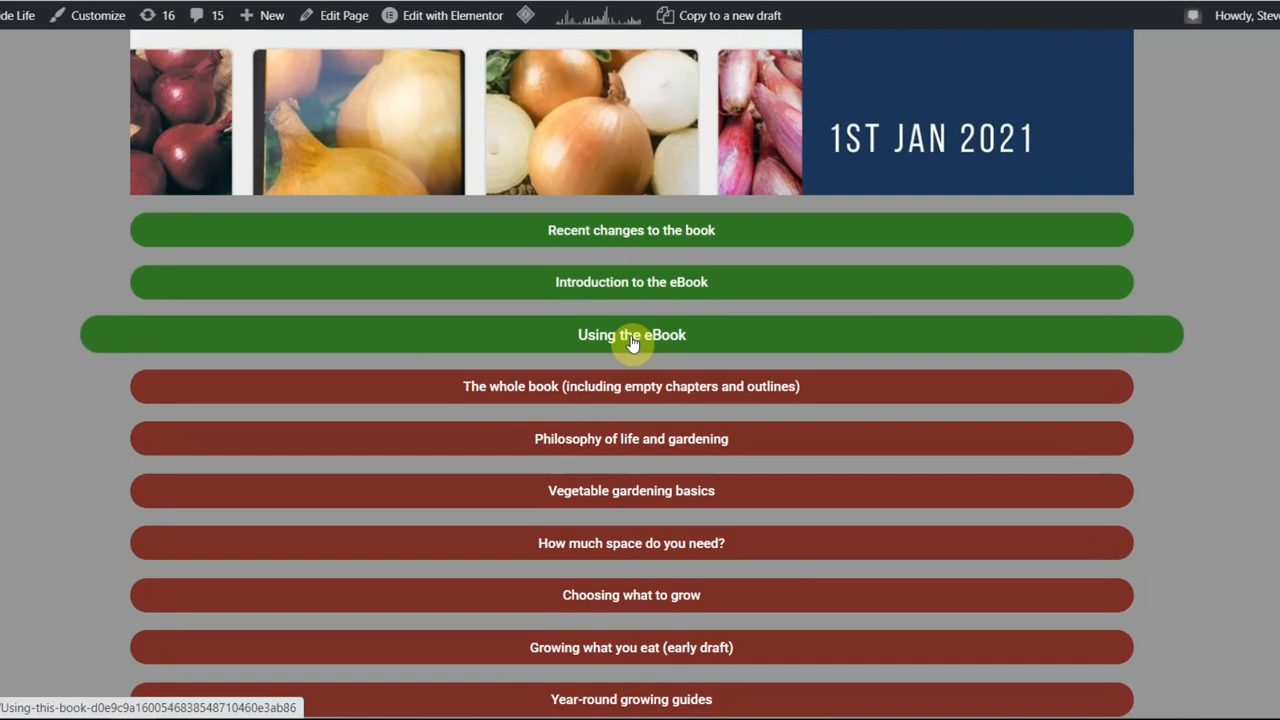 de Life Customize 16 15 New Edit Page Edit with Elementor Copy to a new draft Howdy, Stev
1ST JAN 2021
Recent changes to the book
Introduction to the eBook
Using the eBook
The whole book (including empty chapters and outlines)
Philosophy of life and gardening
Vegetable gardening basics
How much space do you need?
Choosing what to grow
Growing what you eat (early draft)
Year-round growing guides
/Using-this-book-d0e9c9a1600546838548710460e3ab86